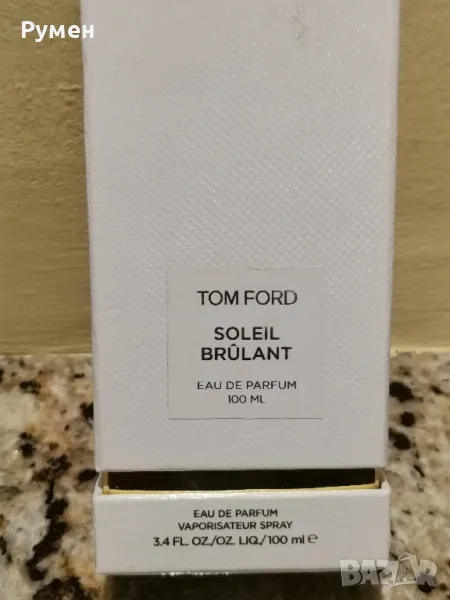 Румен
TOM FORD
SOLEIL
BRÛLANT
EAU DE PARFUM
100 ML
EAU DE PARFUM
VAPORISATEUR SPRAY
3.4 FL. OZ./OZ. LIQ./100 ml ℮
BAZAR